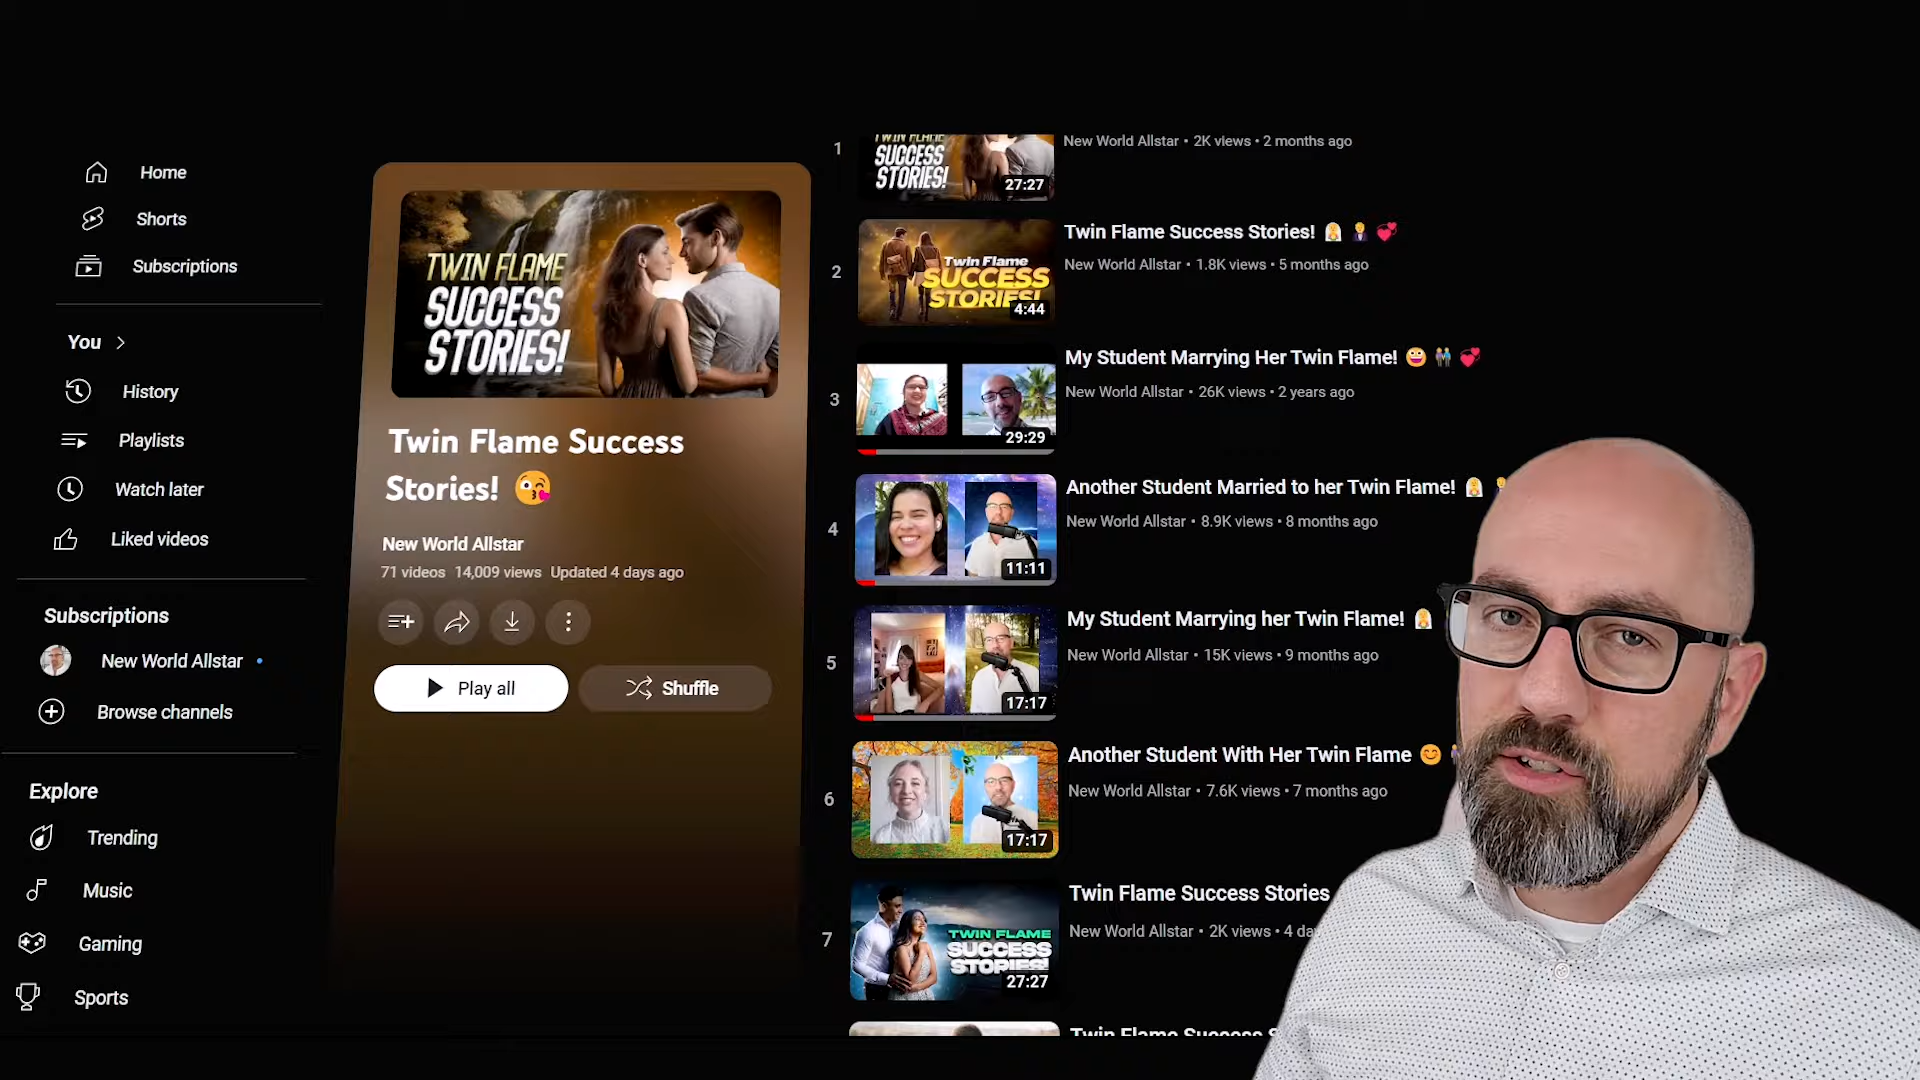 Home
Shorts
Subscriptions
You
History
Playlists
Watch later
Liked videos
Subscriptions
New World Allstar
Browse channels
Explore
Trending
Music
Gaming
Sports
TWIN FLAME
SUCCESS
STORIES!
Twin Flame Success
Stories! 😘
New World Allstar
71 videos 14,009 views Updated 4 days ago
Play all
Shuffle
1
TWIN FLAME
SUCCESS
STORIES!
27:27
New World Allstar • 2K views • 2 months ago
2
Twin Flame
SUCCESS
STORIES!
4:44
Twin Flame Success Stories! 👰🤵💞
New World Allstar • 1.8K views • 5 months ago
3
29:29
My Student Marrying Her Twin Flame! 😀👫💞
New World Allstar • 26K views • 2 years ago
4
11:11
Another Student Married to her Twin Flame! 👰
New World Allstar • 8.9K views • 8 months ago
5
17:17
My Student Marrying her Twin Flame! 👰
New World Allstar • 15K views • 9 months ago
6
17:17
Another Student With Her Twin Flame 😊
New World Allstar • 7.6K views • 7 months ago
7
TWIN FLAME
SUCCESS
STORIES!
27:27
Twin Flame Success Stories
New World Allstar • 2K views • 4
Twin Flame Success